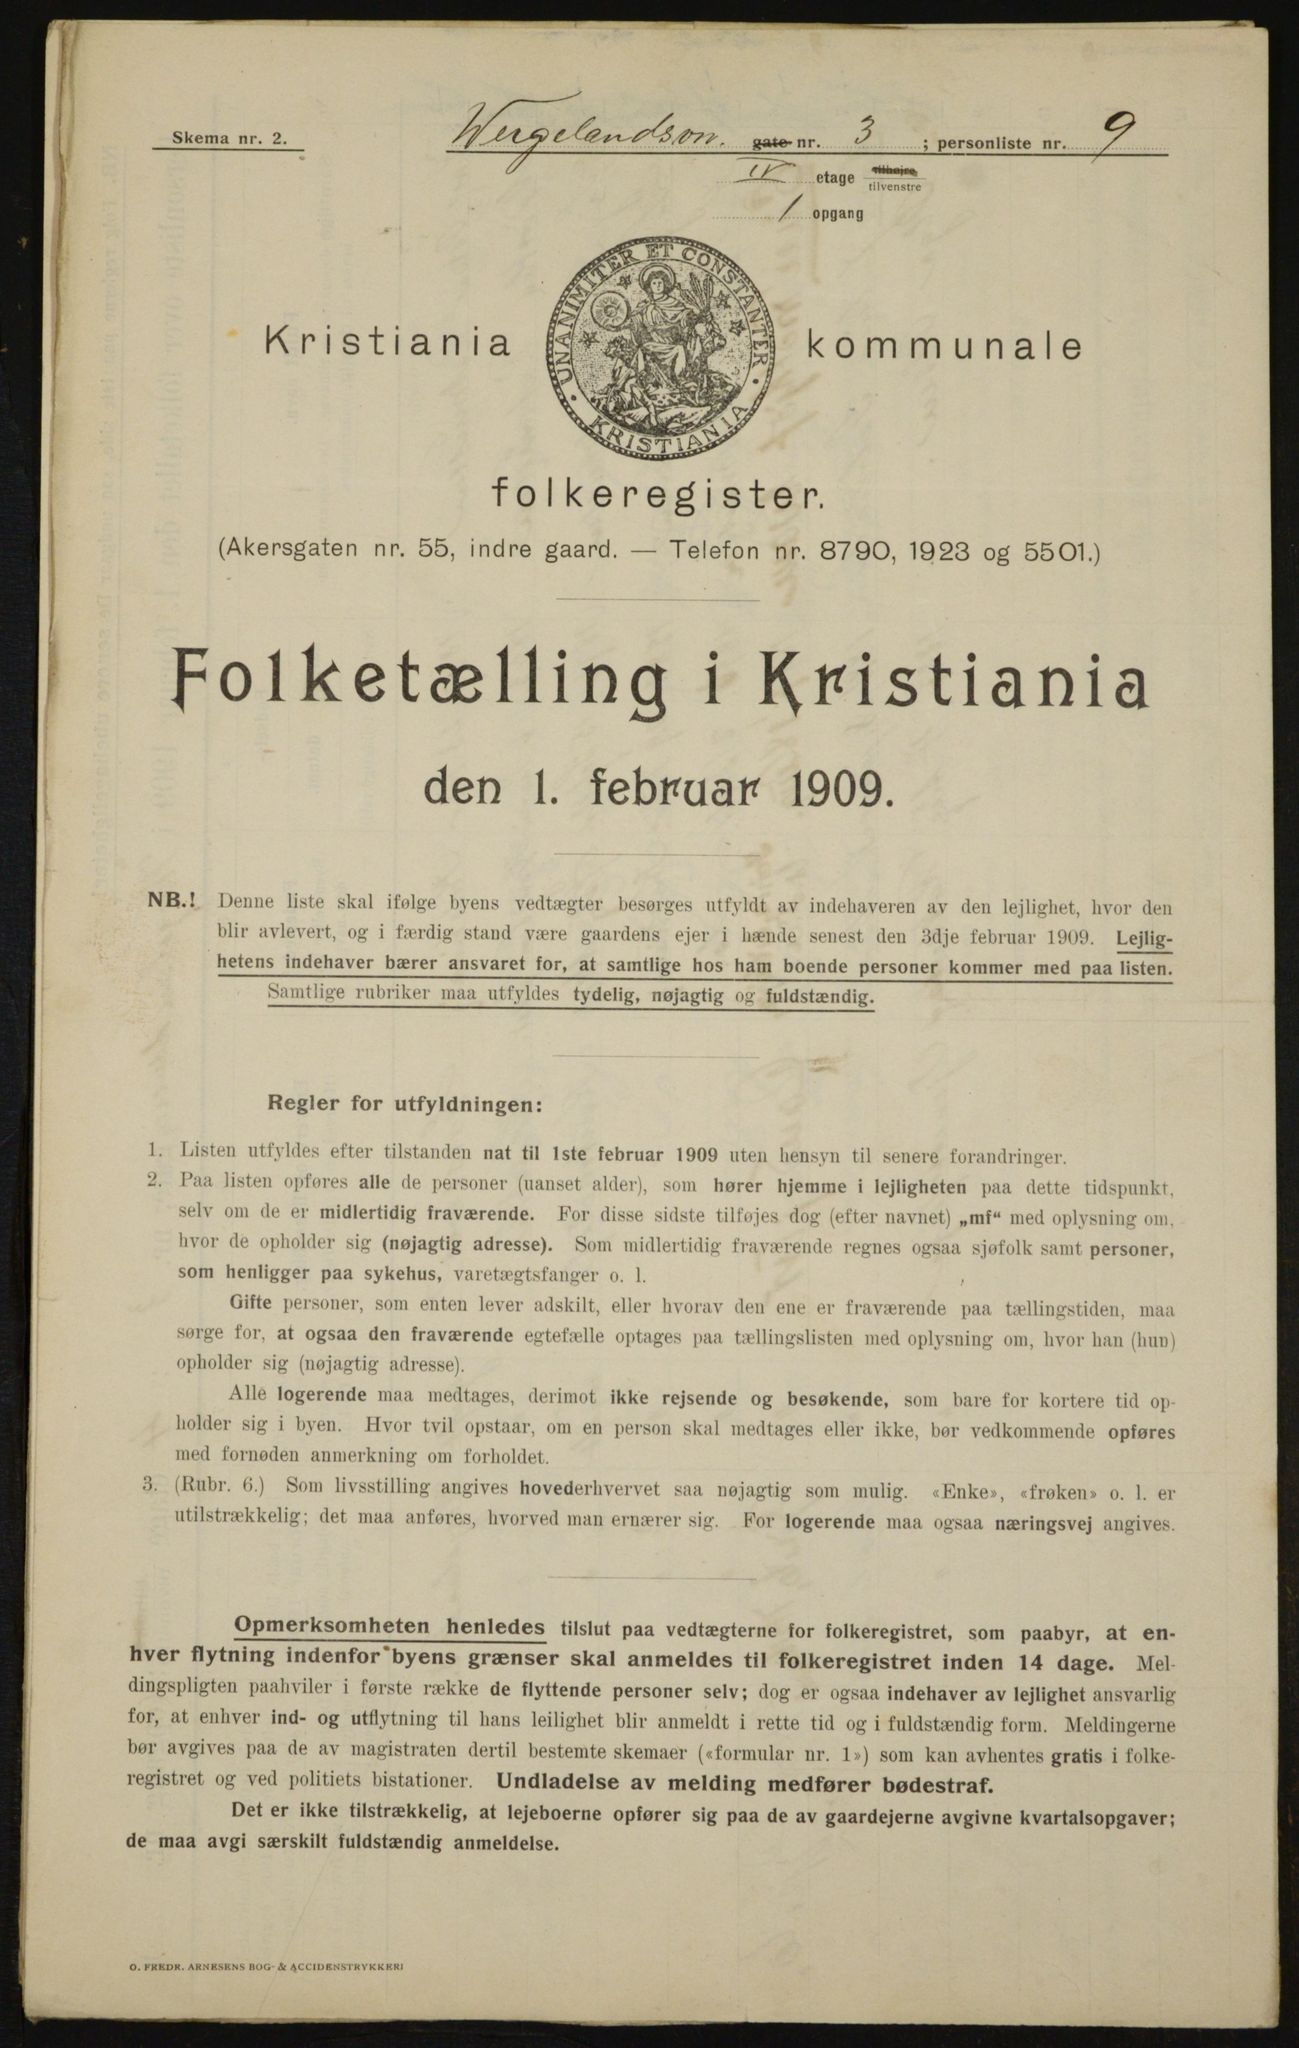 Skema nr. 2.
Wergelandsvn. gate nr. 3 ; personliste nr. 9
IV etage tilhøjre
tilvenstre
1 opgang
UNANIMITER ET CONSTANTER
KRISTIANIA
Kristiania kommunale
folkeregister.
(Akersgaten nr. 55, indre gaard. — Telefon nr. 8790, 1923 og 5501.)
Folketælling i Kristiania
den 1. februar 1909.
NB.! Denne liste skal ifølge byens vedtægter besørges utfyldt av indehaveren av den lejlighet, hvor den
blir avlevert, og i færdig stand være gaardens ejer i hænde senest den 3dje februar 1909. Lejlig-
hetens indehaver bærer ansvaret for, at samtlige hos ham boende personer kommer med paa listen.
Samtlige rubriker maa utfyldes tydelig, nøjagtig og fuldstændig.
Regler for utfyldningen:
1. Listen utfyldes efter tilstanden nat til 1ste februar 1909 uten hensyn til senere forandringer.
2. Paa listen opføres alle de personer (uanset alder), som hører hjemme i lejligheten paa dette tidspunkt,
selv om de er midlertidig fraværende. For disse sidste tilføjes dog (efter navnet) „mf“ med oplysning om,
hvor de opholder sig (nøjagtig adresse). Som midlertidig fraværende regnes ogsaa sjøfolk samt personer,
som henligger paa sykehus, varetægtsfanger o. l.
Gifte personer, som enten lever adskilt, eller hvorav den ene er fraværende paa tællingstiden, maa
sørge for, at ogsaa den fraværende egtefælle optages paa tællingslisten med oplysning om, hvor han (hun)
opholder sig (nøjagtig adresse).
Alle logerende maa medtages, derimot ikke rejsende og besøkende, som bare for kortere tid op-
holder sig i byen. Hvor tvil opstaar, om en person skal medtages eller ikke, bør vedkommende opføres
med fornøden anmerkning om forholdet.
3. (Rubr. 6.) Som livsstilling angives hovederhvervet saa nøjagtig som mulig. «Enke», «frøken» o. l. er
utilstrækkelig; det maa anføres, hvorved man ernærer sig. For logerende maa ogsaa næringsvej angives.
Opmerksomheten henledes tilslut paa vedtægterne for folkeregistret, som paabyr, at en-
hver flytning indenfor byens grænser skal anmeldes til folkeregistret inden 14 dage. Mel-
dingspligten paahviler i første række de flyttende personer selv; dog er ogsaa indehaver av lejlighet ansvarlig
for, at enhver ind- og utflytning til hans leilighet blir anmeldt i rette tid og i fuldstændig form. Meldingerne
bør avgives paa de av magistraten dertil bestemte skemaer («formular nr. 1») som kan avhentes gratis i folke-
registret og ved politiets bistationer. Undladelse av melding medfører bødestraf.
Det er ikke tilstrækkelig, at lejeboerne opfører sig paa de av gaardejerne avgivne kvartalsopgaver;
de maa avgi særskilt fuldstændig anmeldelse.
O. FREDR. ARNESENS BOG- & ACCIDENSTRYKKERI